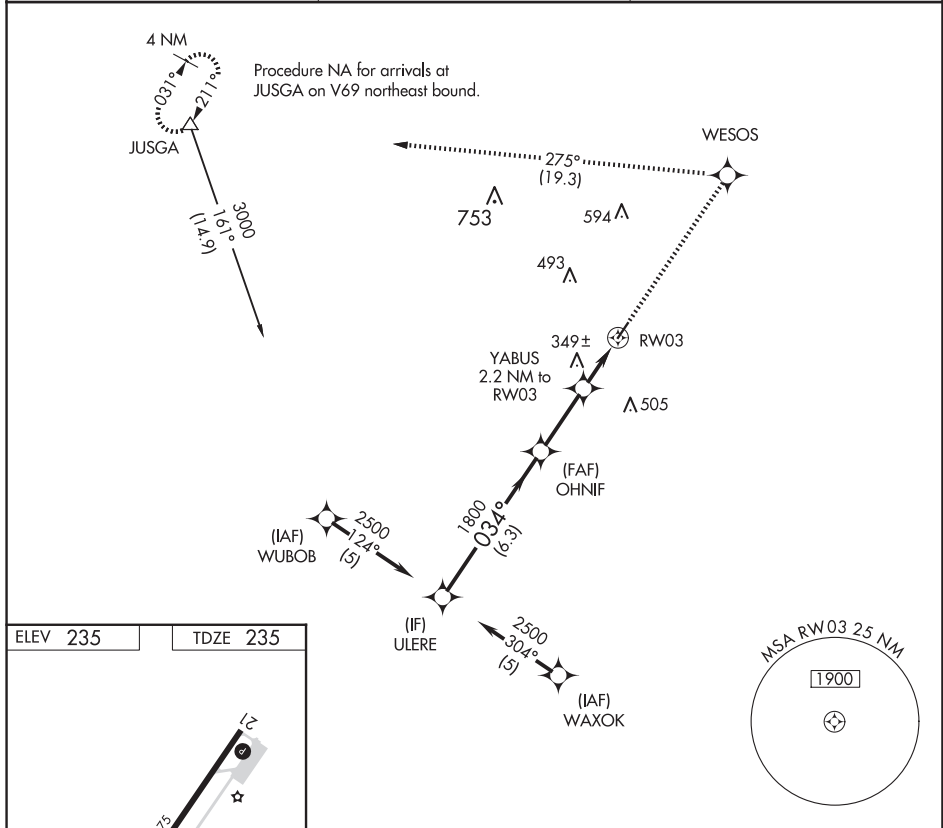 4 NM
031°
211°
Procedure NA for arrivals at
JUSGA on V69 northeast bound.
JUSGA
WESOS
275°
(19.3)
3000
161°
(14.9)
753
594
493
349±
RW03
YABUS
2.2 NM to
RW03
505
(FAF)
OHNIF
1800
034°
(6.3)
(IAF)
WUBOB
2500
124°
(5)
(IF)
ULERE
2500
304°
(5)
(IAF)
WAXOK
ELEV 235
TDZE 235
MSA RW03 25 NM
1900
21
P